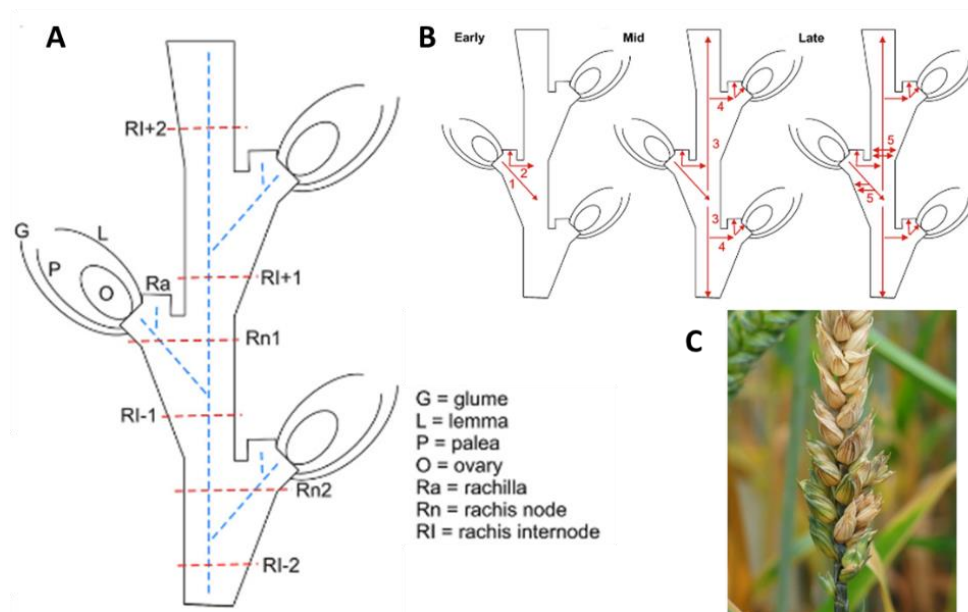 A
RI+2
G
L
P
O
Ra
RI+1
Rn1
RI-1
Rn2
RI-2
G = glume
L = lemma
P = palea
O = ovary
Ra = rachilla
Rn = rachis node
RI = rachis internode
B
Early
Mid
Late
1
2
3
4
3
4
5
5
C